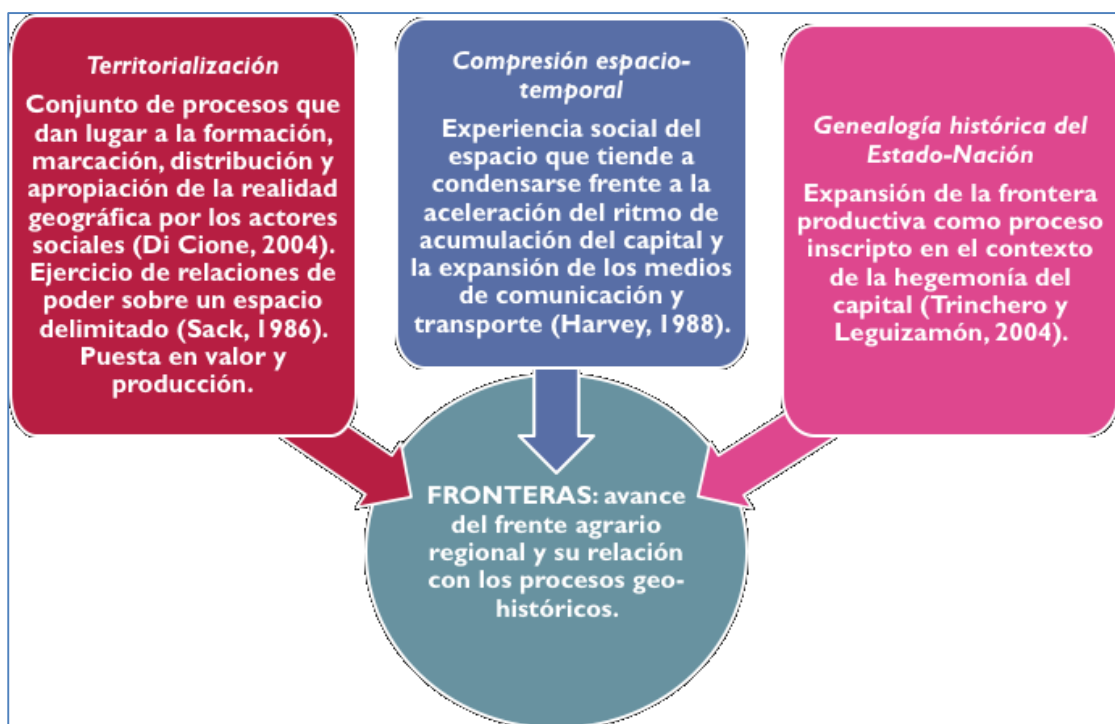 Territorialización
Conjunto de procesos que
dan lugar a la formación,
marcación, distribución y
apropiación de la realidad
geográfica por los actores
sociales (Di Cione, 2004).
Ejercicio de relaciones de
poder sobre un espacio
delimitado (Sack, 1986).
Puesta en valor y
producción.
Compresión espacio-
temporal
Experiencia social del
espacio que tiende a
condensarse frente a la
aceleración del ritmo de
acumulación del capital y
la expansión de los medios
de comunicación y
transporte (Harvey, 1988).
Genealogía histórica del
Estado-Nación
Expansión de la frontera
productiva como proceso
inscripto en el contexto
de la hegemonía del
capital (Trinchero y
Leguizamón, 2004).
FRONTERAS: avance
del frente agrario
regional y su relación
con los procesos geo-
históricos.